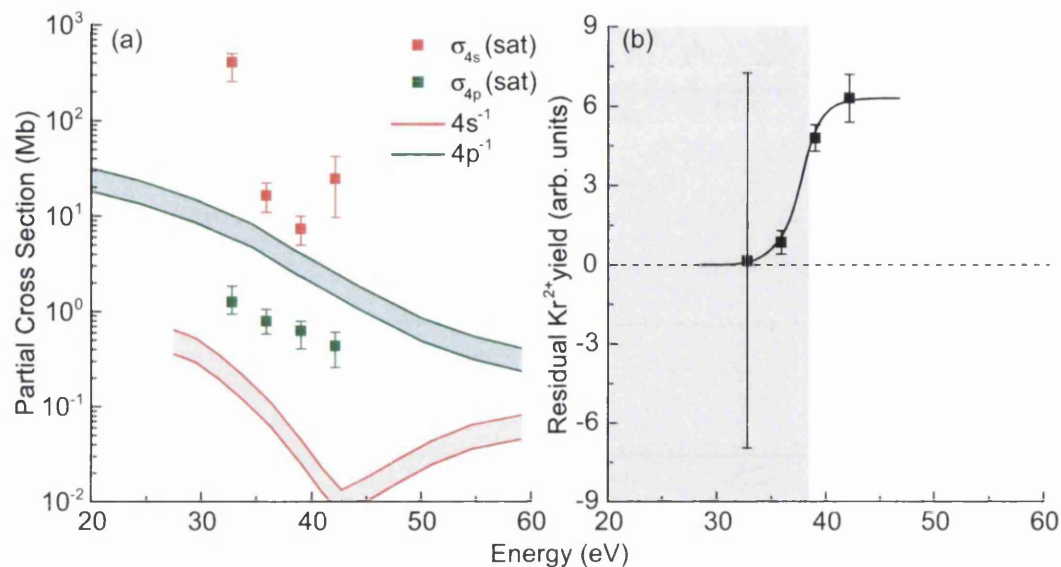 (a)
σ4s (sat)
σ4p (sat)
4s⁻¹
4p⁻¹
Partial Cross Section (Mb)
10³
10²
10¹
10⁰
10⁻¹
10⁻²
20 30 40 50 60
(b)
Residual Kr²⁺ yield (arb. units)
9
6
3
0
-3
-6
-9
20 30 40 50 60
Energy (eV)